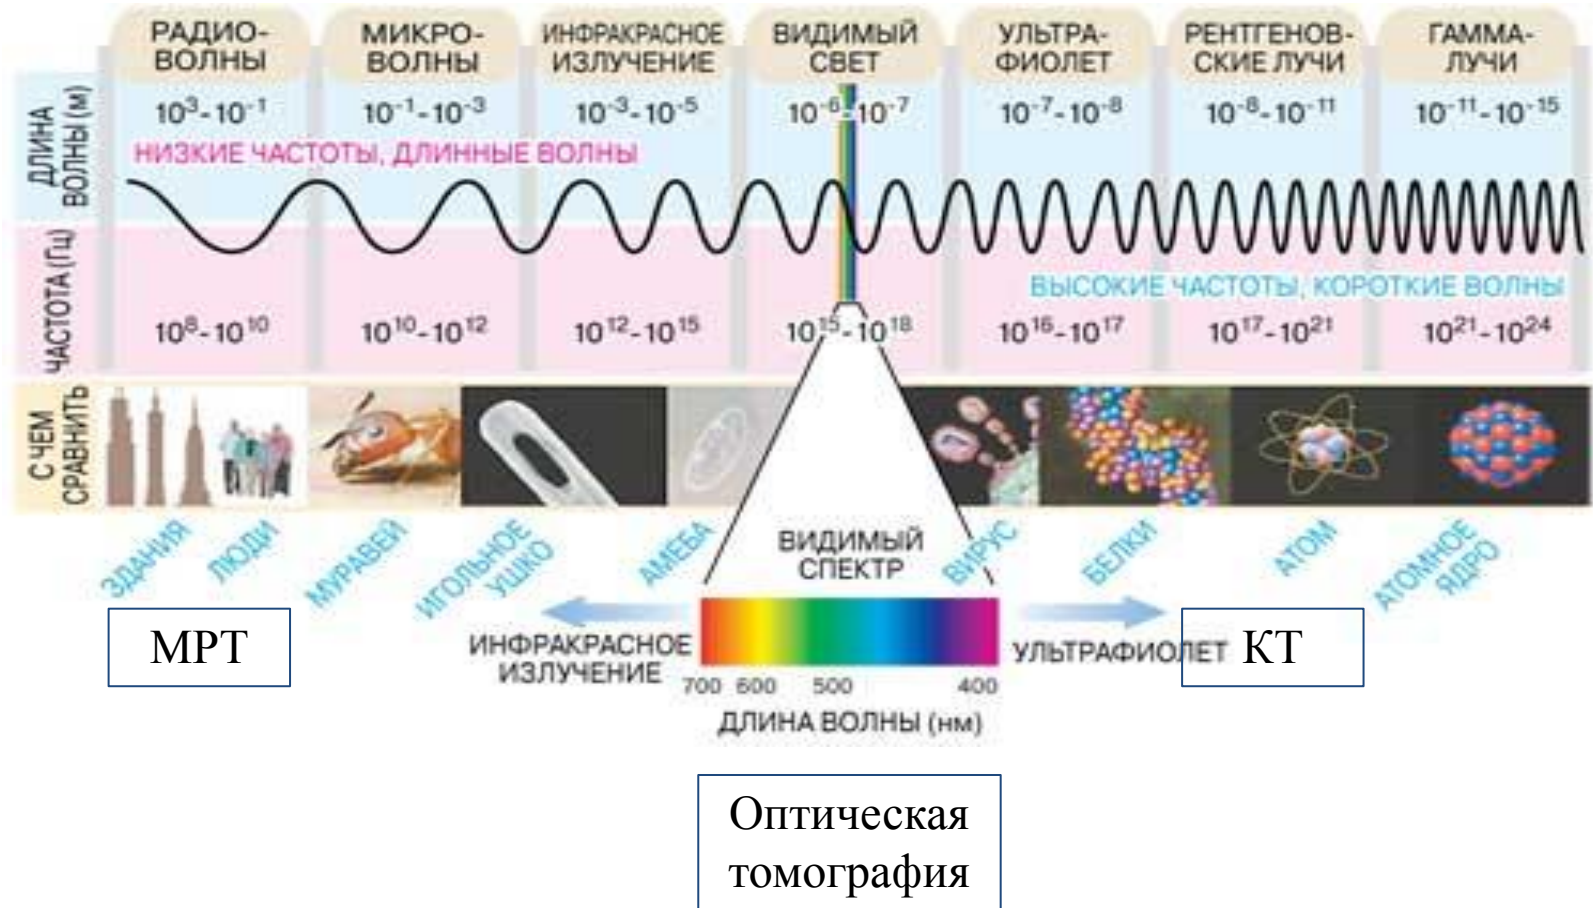 РАДИО-
ВОЛНЫ
МИКРО-
ВОЛНЫ
ИНФРАКРАСНОЕ
ИЗЛУЧЕНИЕ
ВИДИМЫЙ
СВЕТ
УЛЬТРА-
ФИОЛЕТ
РЕНТГЕНОВ-
СКИЕ ЛУЧИ
ГАММА-
ЛУЧИ
ДЛИНА
ВОЛНЫ (м)
10³-10⁻¹
10⁻¹-10⁻³
10⁻³-10⁻⁵
10⁻⁶-10⁻⁷
10⁻⁷-10⁻⁸
10⁻⁸-10⁻¹¹
10⁻¹¹-10⁻¹⁵
НИЗКИЕ ЧАСТОТЫ, ДЛИННЫЕ ВОЛНЫ
ВЫСОКИЕ ЧАСТОТЫ, КОРОТКИЕ ВОЛНЫ
ЧАСТОТА (Гц)
10⁸-10¹⁰
10¹⁰-10¹²
10¹²-10¹⁵
10¹⁵-10¹⁸
10¹⁶-10¹⁷
10¹⁷-10²¹
10²¹-10²⁴
С ЧЕМ
СРАВНИТЬ
ЗДАНИЯ
ЛЮДИ
МУРАВЕЙ
ИГОЛЬНОЕ
УШКО
АМЕБА
ВИДИМЫЙ
СПЕКТР
ВИРУС
БЕЛКИ
АТОМ
АТОМНОЕ
ЯДРО
МРТ
ИНФРАКРАСНОЕ
ИЗЛУЧЕНИЕ
УЛЬТРАФИОЛЕТ
КТ
700 600 500 400
ДЛИНА ВОЛНЫ (нм)
Оптическая
томография